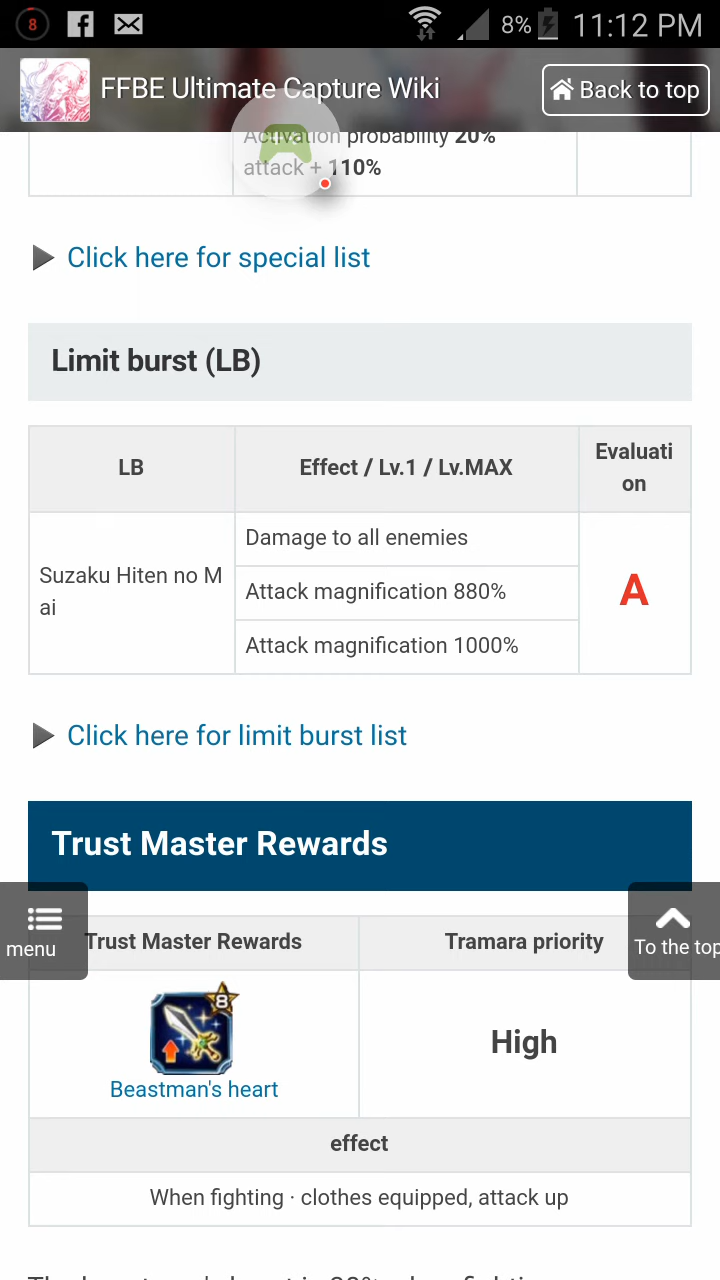 8
8% 11:12 PM
FFBE Ultimate Capture Wiki
Back to top
Activation probability 20%
attack + 110%
Click here for special list
Limit burst (LB)
LB
Effect / Lv.1 / Lv.MAX
Evaluati
on
Suzaku Hiten no M
ai
Damage to all enemies
Attack magnification 880%
Attack magnification 1000%
A
Click here for limit burst list
Trust Master Rewards
menu
To the top
Trust Master Rewards
Tramara priority
8
Beastman's heart
High
effect
When fighting · clothes equipped, attack up